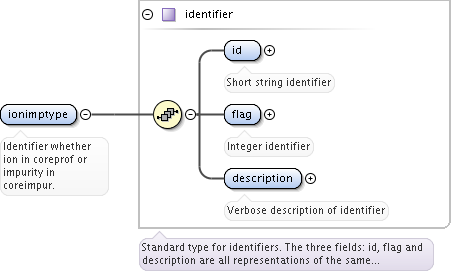 identifier
id
Short string identifier
ionimptype
Identifier whether
ion in coreprof or
impurity in
coreimpur.
flag
Integer identifier
description
Verbose description of identifier
Standard type for identifiers. The three fields: id, flag and
description are all representations of the same...